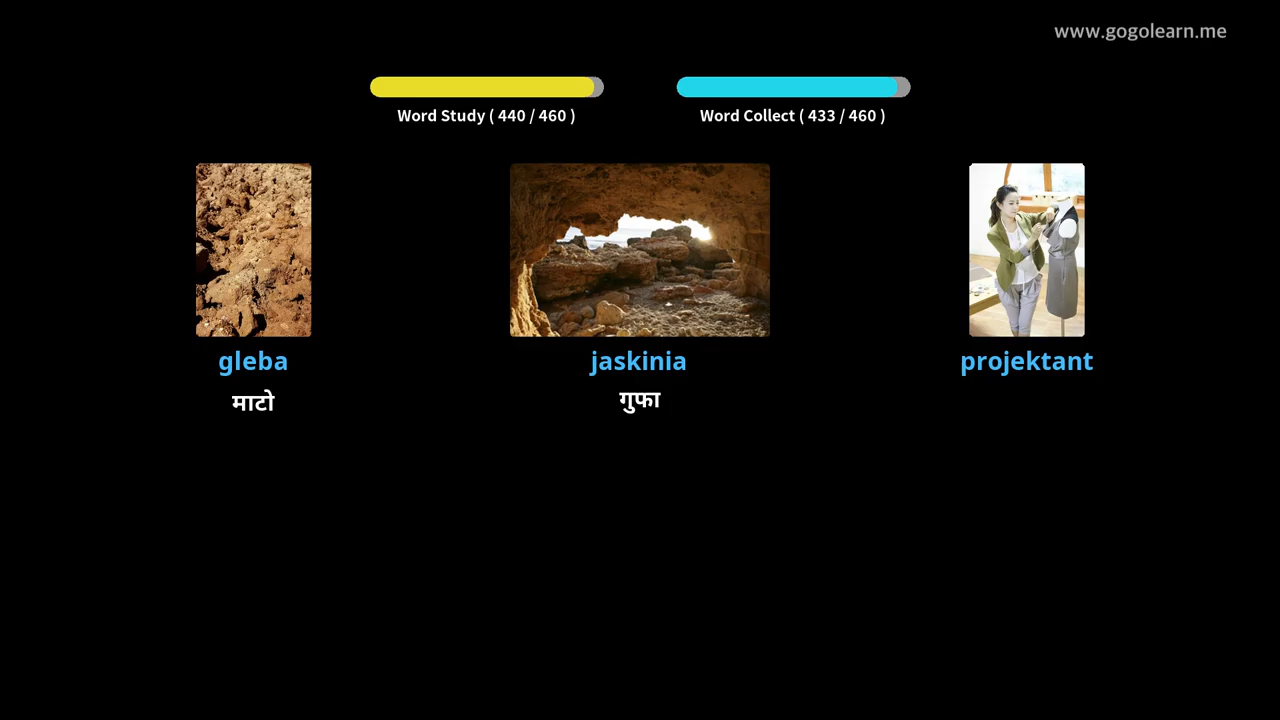 www.gogolearn.me
Word Study ( 440 / 460 )
Word Collect ( 433 / 460 )
gleba
माटो
jaskinia
गुफा
projektant